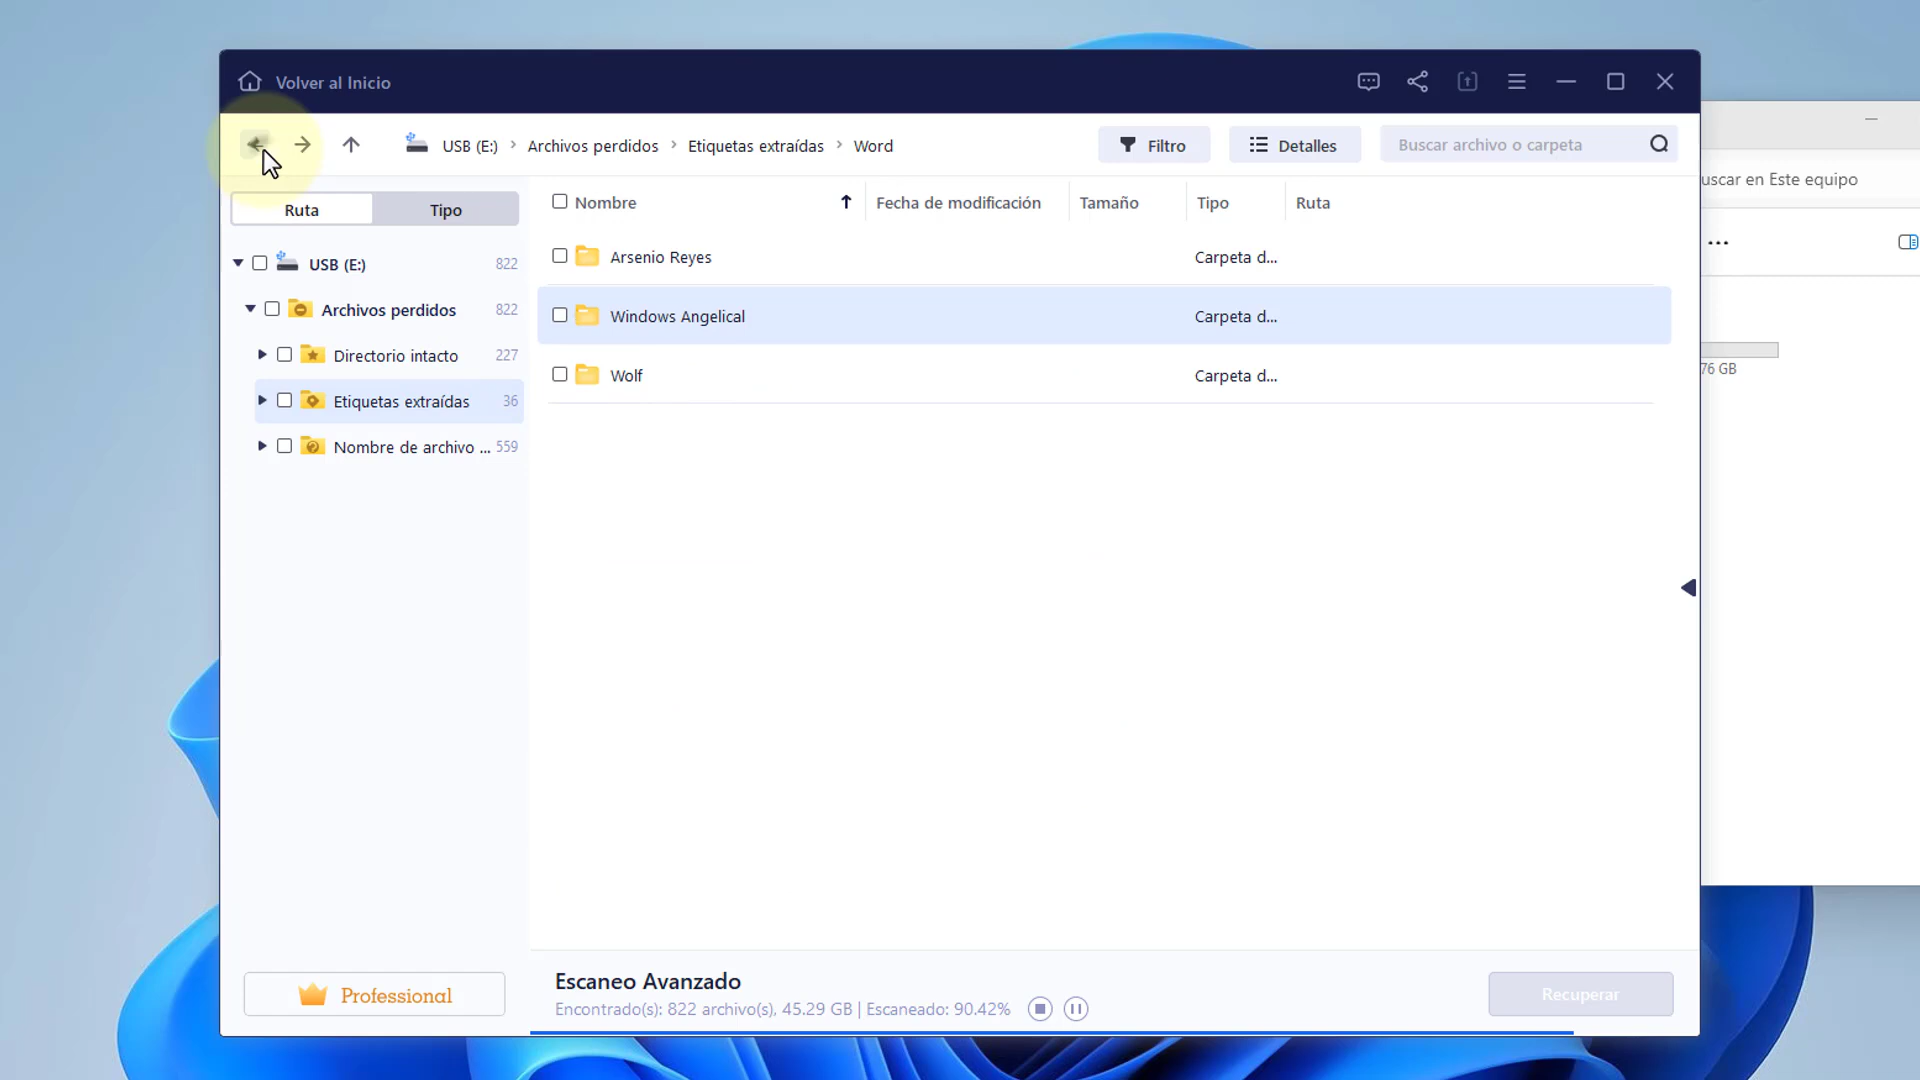 Volver al Inicio
USB (E:) › Archivos perdidos › Etiquetas extraídas › Word
Filtro
Detalles
Buscar archivo o carpeta
Ruta
Tipo
USB (E:) 822
Archivos perdidos 822
Directorio intacto 227
Etiquetas extraídas 36
Nombre de archivo ... 559
Professional
Nombre Fecha de modificación Tamaño Tipo Ruta
Arsenio Reyes Carpeta d...
Windows Angelical Carpeta d...
Wolf Carpeta d...
Escaneo Avanzado
Encontrado(s): 822 archivo(s), 45.29 GB | Escaneado: 90.42%
Recuperar
uscar en Este equipo
...
76 GB